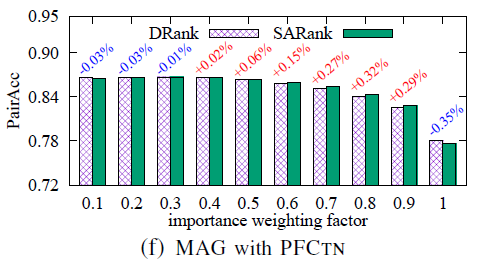 0.95
0.90
0.84
0.78
0.72
PairAcc
DRank SARank
-0.03% -0.03% -0.01% +0.02% +0.06% +0.15% +0.27% +0.32% +0.29% -0.35%
0.1 0.2 0.3 0.4 0.5 0.6 0.7 0.8 0.9 1
importance weighting factor
(f) MAG with PFCTN